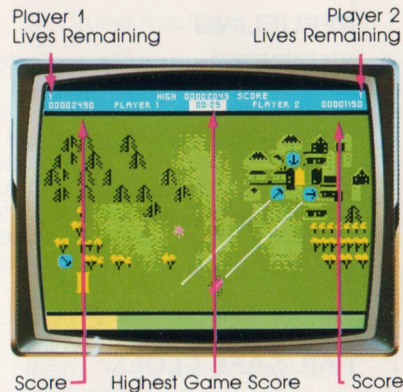 Player 1
Lives Remaining
Player 2
Lives Remaining
1 HIGH 00002045 SCORE 1
00002450 PLAYER 1 00:25 PLAYER 2 00001150
Score
Highest Game Score
Score